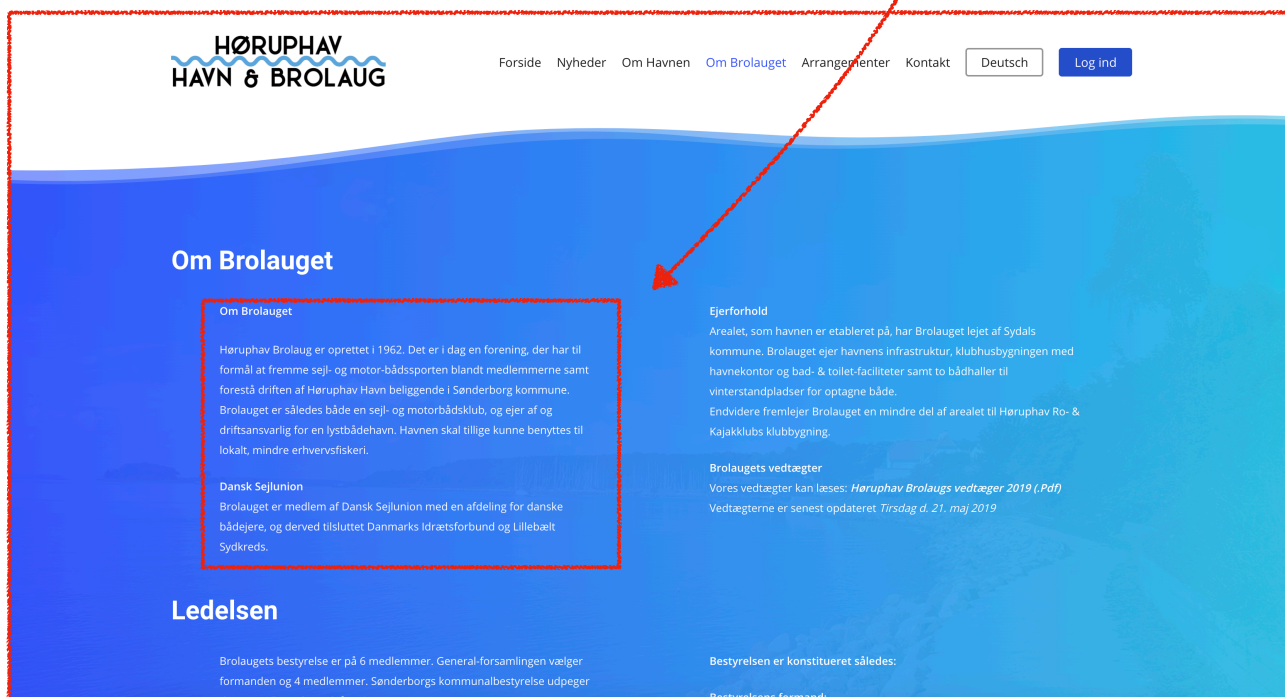 HØRUPHAV
HAVN & BROLAUG
Forside Nyheder Om Havnen Om Brolauget Arrangementer Kontakt Deutsch Log ind
Om Brolauget
Om Brolauget
Høruphav Brolaug er oprettet i 1962. Det er i dag en forening, der har til
formål at fremme sejl- og motor-bådssporten blandt medlemmerne samt
forestå driften af Høruphav Havn beliggende i Sønderborg kommune.
Brolauget er således både en sejl- og motorbådsklub, og ejer af og
driftsansvarlig for en lystbådehavn. Havnen skal tillige kunne benyttes til
lokalt, mindre erhvervsfiskeri.
Dansk Sejlunion
Brolauget er medlem af Dansk Sejlunion med en afdeling for danske
bådejere, og derved tilsluttet Danmarks Idrætsforbund og Lillebælt
Sydkreds.
Ejerforhold
Arealet, som havnen er etableret på, har Brolauget lejet af Sydals
kommune. Brolauget ejer havnens infrastruktur, klubhusbygningen med
havnekontor og bad- & toilet-faciliteter samt to bådhaller til
vinterstandpladser for optagne både.
Endvidere fremlejer Brolauget en mindre del af arealet til Høruphav Ro- &
Kajakklubs klubbygning.
Brolaugets vedtægter
Vores vedtægter kan læses: Høruphav Brolaugs vedtæger 2019 (.Pdf)
Vedtægterne er senest opdateret Tirsdag d. 21. maj 2019
Ledelsen
Brolaugets bestyrelse er på 6 medlemmer. General-forsamlingen vælger
formanden og 4 medlemmer. Sønderborgs kommunalbestyrelse udpeger
Bestyrelsen er konstitueret således:
Bestyrelsens formand: